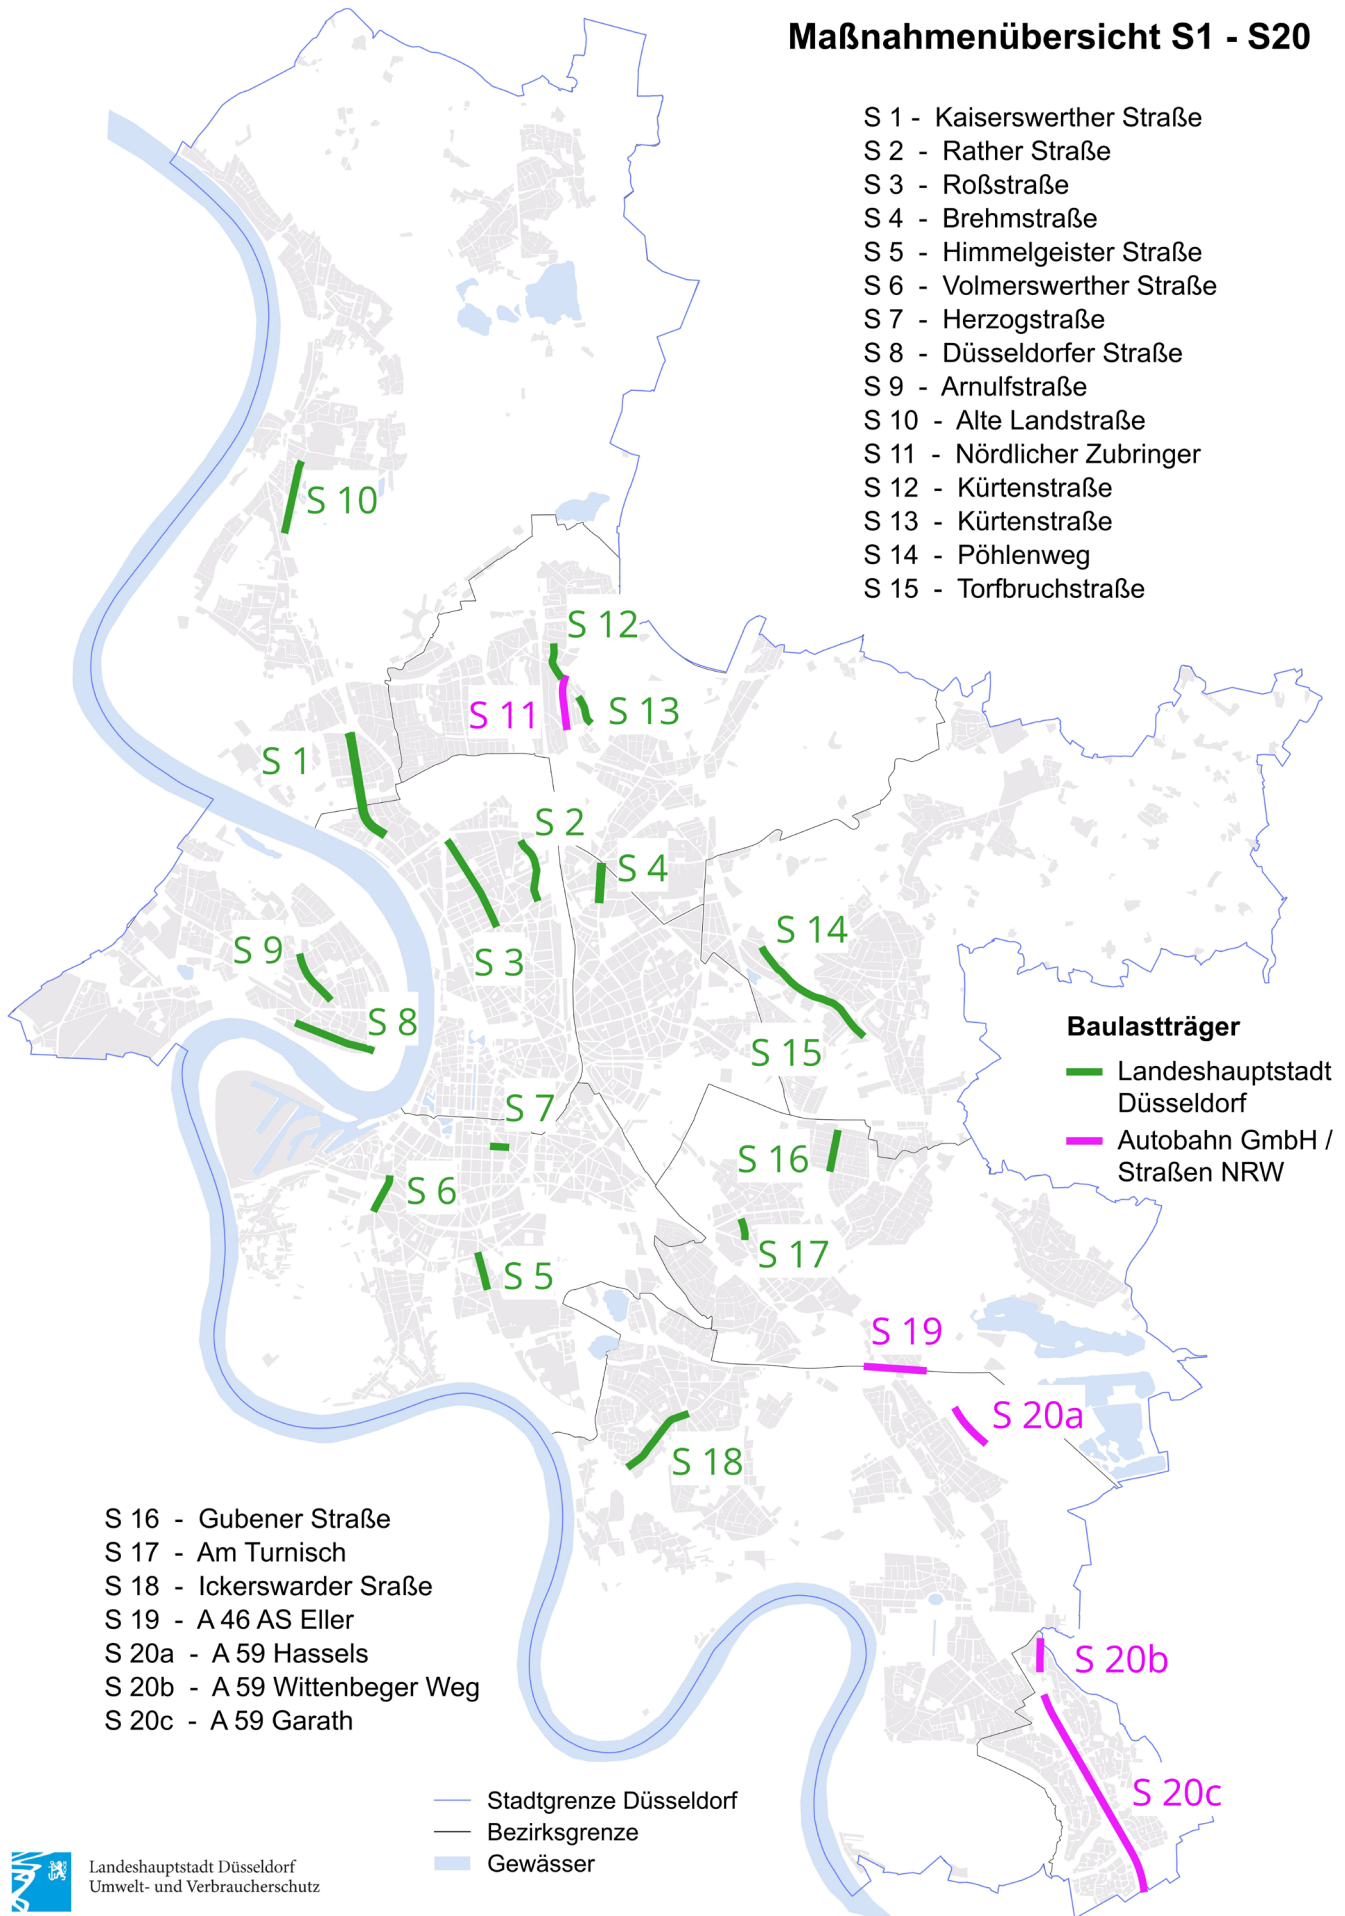 Maßnahmenübersicht S1 - S20
S 1 - Kaiserswerther Straße
S 2 - Rather Straße
S 3 - Roßstraße
S 4 - Brehmstraße
S 5 - Himmelgeister Straße
S 6 - Volmerswerther Straße
S 7 - Herzogstraße
S 8 - Düsseldorfer Straße
S 9 - Arnulfstraße
S 10 - Alte Landstraße
S 11 - Nördlicher Zubringer
S 12 - Kürtenstraße
S 13 - Kürtenstraße
S 14 - Pöhlenweg
S 15 - Torfbruchstraße
S 10
S 12
S 11
S 13
S 1
S 2
S 4
S 14
S 9
S 3
S 8
S 15
S 7
S 16
S 6
S 17
S 5
S 19
S 20a
S 18
S 20b
S 20c
Baulastträger
Landeshauptstadt
Düsseldorf
Autobahn GmbH /
Straßen NRW
S 16 - Gubener Straße
S 17 - Am Turnisch
S 18 - Ickerswarder Sraße
S 19 - A 46 AS Eller
S 20a - A 59 Hassels
S 20b - A 59 Wittenbeger Weg
S 20c - A 59 Garath
Stadtgrenze Düsseldorf
Bezirksgrenze
Gewässer
Landeshauptstadt Düsseldorf
Umwelt- und Verbraucherschutz